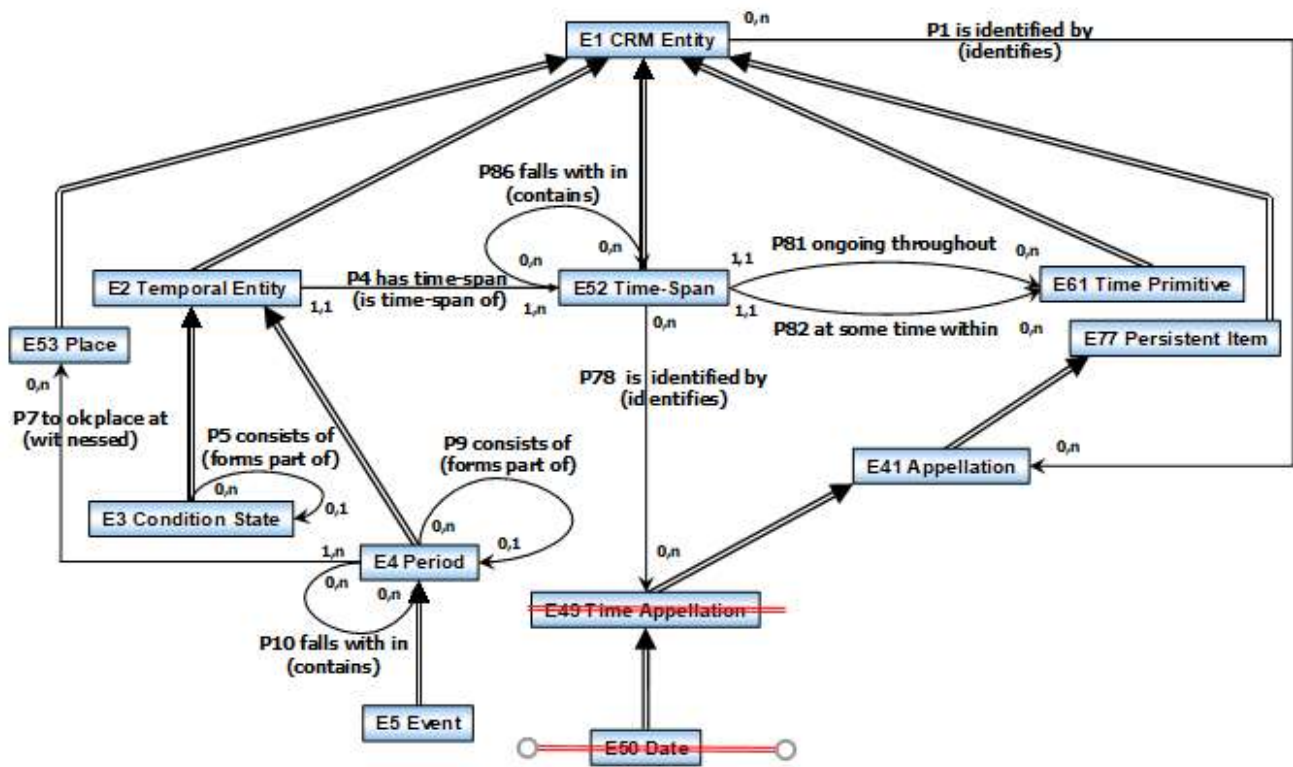 0,n
P1 is identified by
(identifies)
E1 CRM Entity
P86 falls with in
(contains)
0,n
0,n
P81 ongoing throughout
1,1
0,n
E2 Temporal Entity
P4 has time-span
(is time-span of)
1,1
1,n
E52 Time-Span
E61 Time Primitive
1,1
0,n
P82 at some time within
0,n
E53 Place
E77 Persistent Item
0,n
P78 is identified by
(identifies)
P7 to ok place at
(witnessed)
P5 consists of
(forms part of)
P9 consists of
(forms part of)
E41 Appellation
0,n
0,n
0,1
E3 Condition State
0,n
0,1
1,n
E4 Period
0,n
0,n
0,n
E49 Time Appellation
P10 falls with in
(contains)
E5 Event
E50 Date